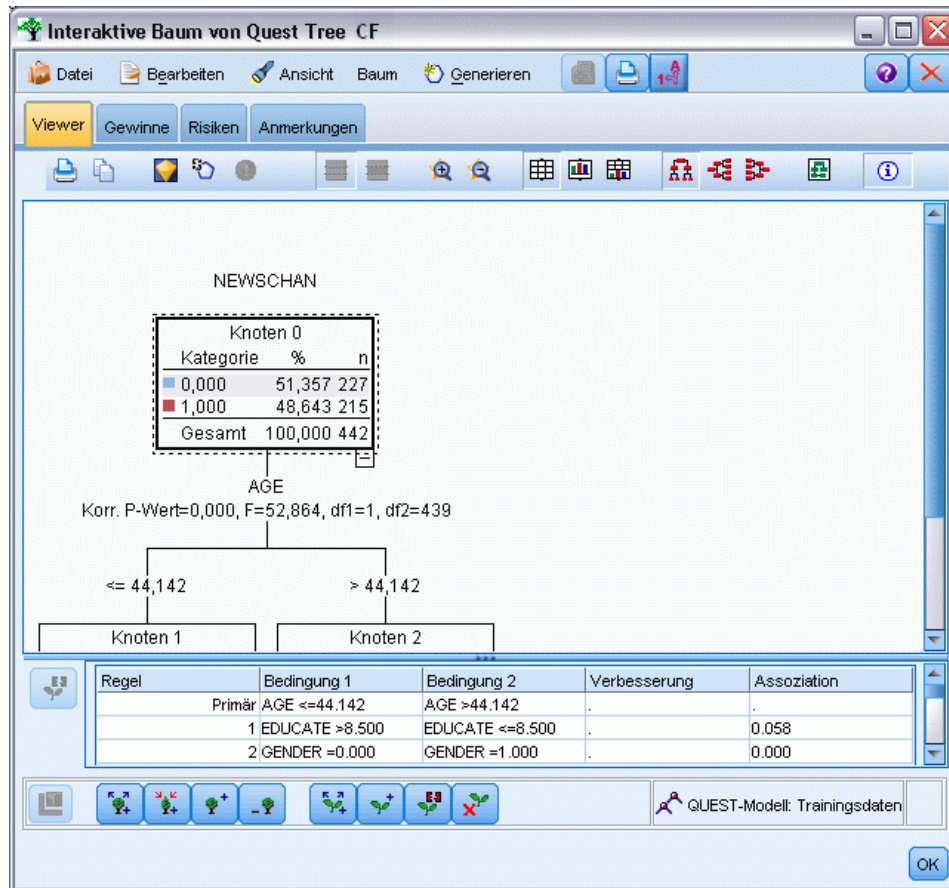 Interaktive Baum von Quest Tree CF
Datei Bearbeiten Ansicht Baum Generieren
Viewer Gewinne Risiken Anmerkungen
NEWSCHAN
Knoten 0
Kategorie % n
0,000 51,357 227
1,000 48,643 215
Gesamt 100,000 442
AGE
Korr. P-Wert=0,000, F=52,864, df1=1, df2=439
<= 44,142 > 44,142
Knoten 1 Knoten 2
Regel Bedingung 1 Bedingung 2 Verbesserung Assoziation
Primär AGE <=44.142 AGE >44.142 . .
1 EDUCATE >8.500 EDUCATE <=8.500 . 0.058
2 GENDER =0.000 GENDER =1.000 . 0.000
QUEST-Modell: Trainingsdaten
OK